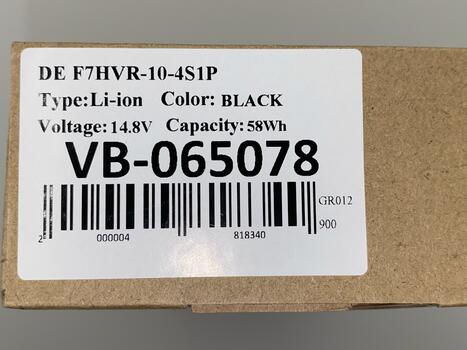 DE F7HVR-10-4S1P
Type:Li-ion Color: BLACK
Voltage: 14.8V Capacity: 58Wh
VB-065078
GR012
900
2 000004 818340